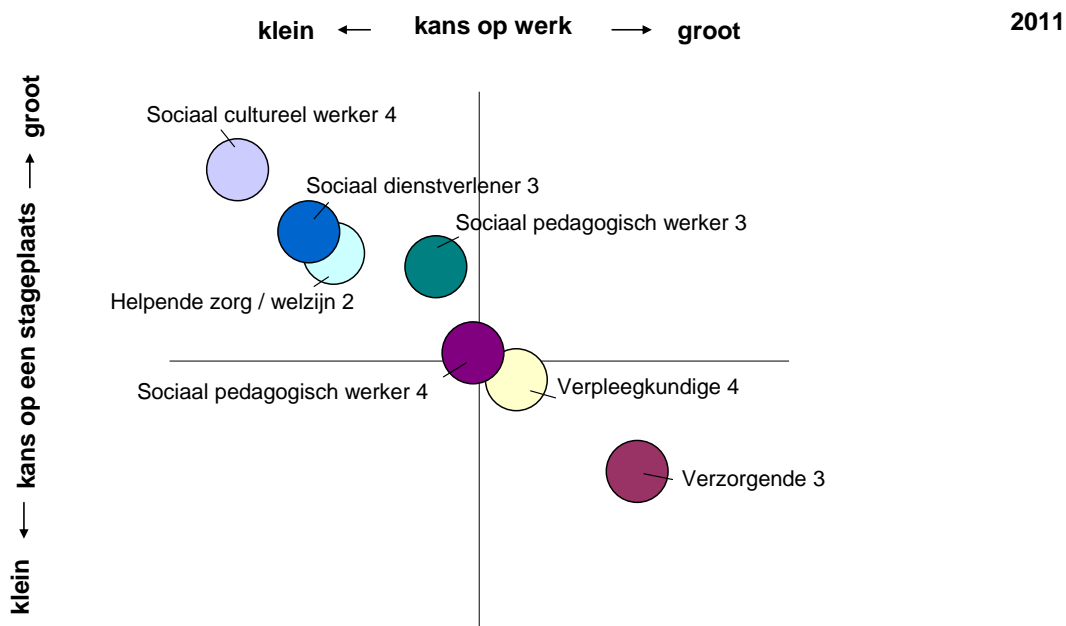 klein ← kans op werk → groot
2011
klein ← kans op een stageplaats → groot
Sociaal cultureel werker 4
Sociaal dienstverlener 3
Sociaal pedagogisch werker 3
Helpende zorg / welzijn 2
Sociaal pedagogisch werker 4
Verpleegkundige 4
Verzorgende 3